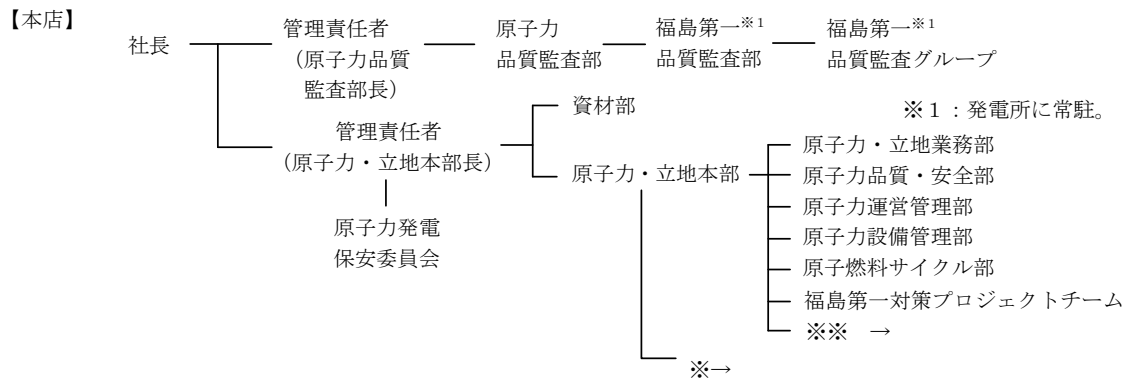 【本店】
社長
管理責任者
(原子力品質
監査部長)
原子力
品質監査部
福島第一※1
品質監査部
福島第一※1
品質監査グループ
※1:発電所に常駐。
管理責任者
(原子力・立地本部長)
原子力発電
保安委員会
資材部
原子力・立地本部
原子力・立地業務部
原子力品質・安全部
原子力運営管理部
原子力設備管理部
原子燃料サイクル部
福島第一対策プロジェクトチーム
※※ →
※→